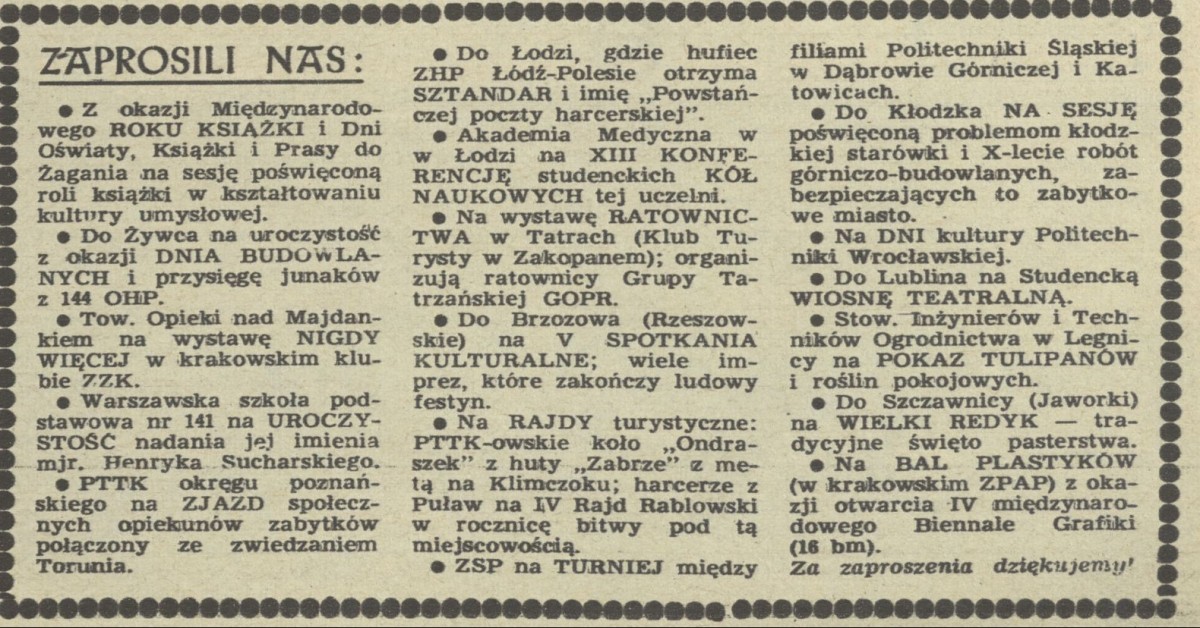 ZAPROSILI NAS:
● Z okazji Międzynarodo-
wego ROKU KSIĄŻKI i Dni
Oświaty, Książki i Prasy do
Żagania na sesję poświęconą
roli książki w kształtowaniu
kultury umysłowej.
● Do Żywca na uroczystość
z okazji DNIA BUDOWLA-
NYCH i przysięgę junaków
z 144 OHP.
● Tow. Opieki nad Majdan-
kiem na wystawę NIGDY
WIĘCEJ w krakowskim klu-
bie ZZK.
● Warszawska szkoła pod-
stawowa nr 141 na UROCZY-
STOŚĆ nadania jej imienia
mjr. Henryka Sucharskiego.
● PTTK okręgu poznań-
skiego na ZJAZD społecz-
nych opiekunów zabytków
połączony ze zwiedzaniem
Torunia.
● Do Łodzi, gdzie hufiec
ZHP Łódź-Polesie otrzyma
SZTANDAR i imię „Powstań-
czej poczty harcerskiej".
● Akademia Medyczna w
w Łodzi na XIII KONFE-
RENCJĘ studenckich KÓŁ
NAUKOWYCH tej uczelni.
● Na wystawę RATOWNIC-
TWA w Tatrach (Klub Tu-
rysty w Zakopanem); organi-
zują ratownicy Grupy Ta-
trzańskiej GOPR.
● Do Brzozowa (Rzeszow-
skie) na V SPOTKANIA
KULTURALNE; wiele im-
prez, które zakończy ludowy
festyn.
● Na RAJDY turystyczne:
PTTK-owskie koło „Ondra-
szek" z huty „Zabrze" z me-
tą na Klimczoku; harcerze z
Puław na IV Rajd Rablowski
w rocznicę bitwy pod tą
miejscowością.
● ZSP na TURNIEJ między
filiami Politechniki Śląskiej
w Dąbrowie Górniczej i Ka-
towicach.
● Do Kłodzka NA SESJĘ
poświęconą problemom kłodz-
kiej starówki i X-lecie robót
górniczo-budowlanych, za-
bezpieczających to zabytko-
we miasto.
● Na DNI kultury Politech-
niki Wrocławskiej.
● Do Lublina na Studencką
WIOSNĘ TEATRALNĄ.
● Stow. Inżynierów i Tech-
ników Ogrodnictwa w Legni-
cy na POKAZ TULIPANÓW
i roślin pokojowych.
● Do Szczawnicy (Jaworki)
na WIELKI REDYK — tra-
dycyjne święto pasterstwa.
● Na BAL PLASTYKÓW
(w krakowskim ZPAP) z oka-
zji otwarcia IV międzynaro-
dowego Biennale Grafiki
(16 bm).
Za zaproszenia dziękujemy!